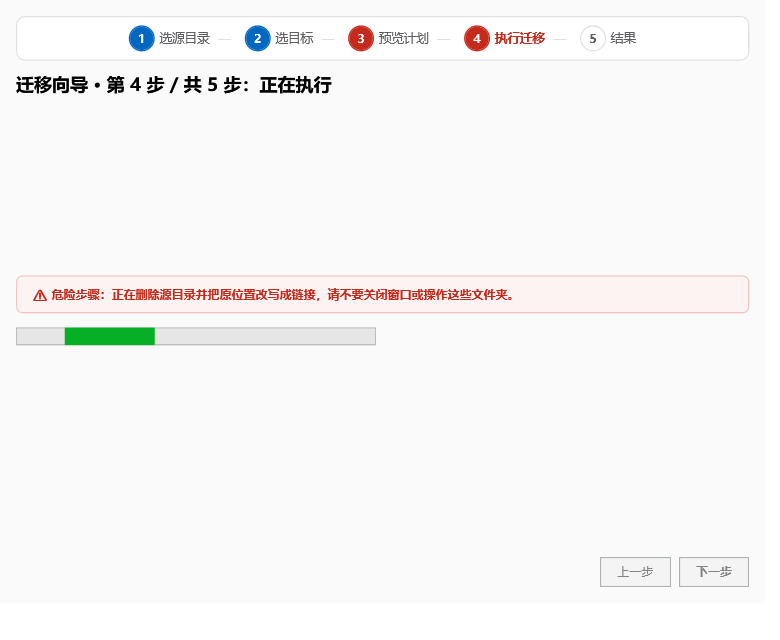 1 选源目录 — 2 选目标 — 3 预览计划 — 4 执行迁移 — 5 结果
迁移向导 · 第 4 步 / 共 5 步：正在执行
⚠ 危险步骤：正在删除源目录并把原位置改写成链接，请不要关闭窗口或操作这些文件夹。
上一步 下一步